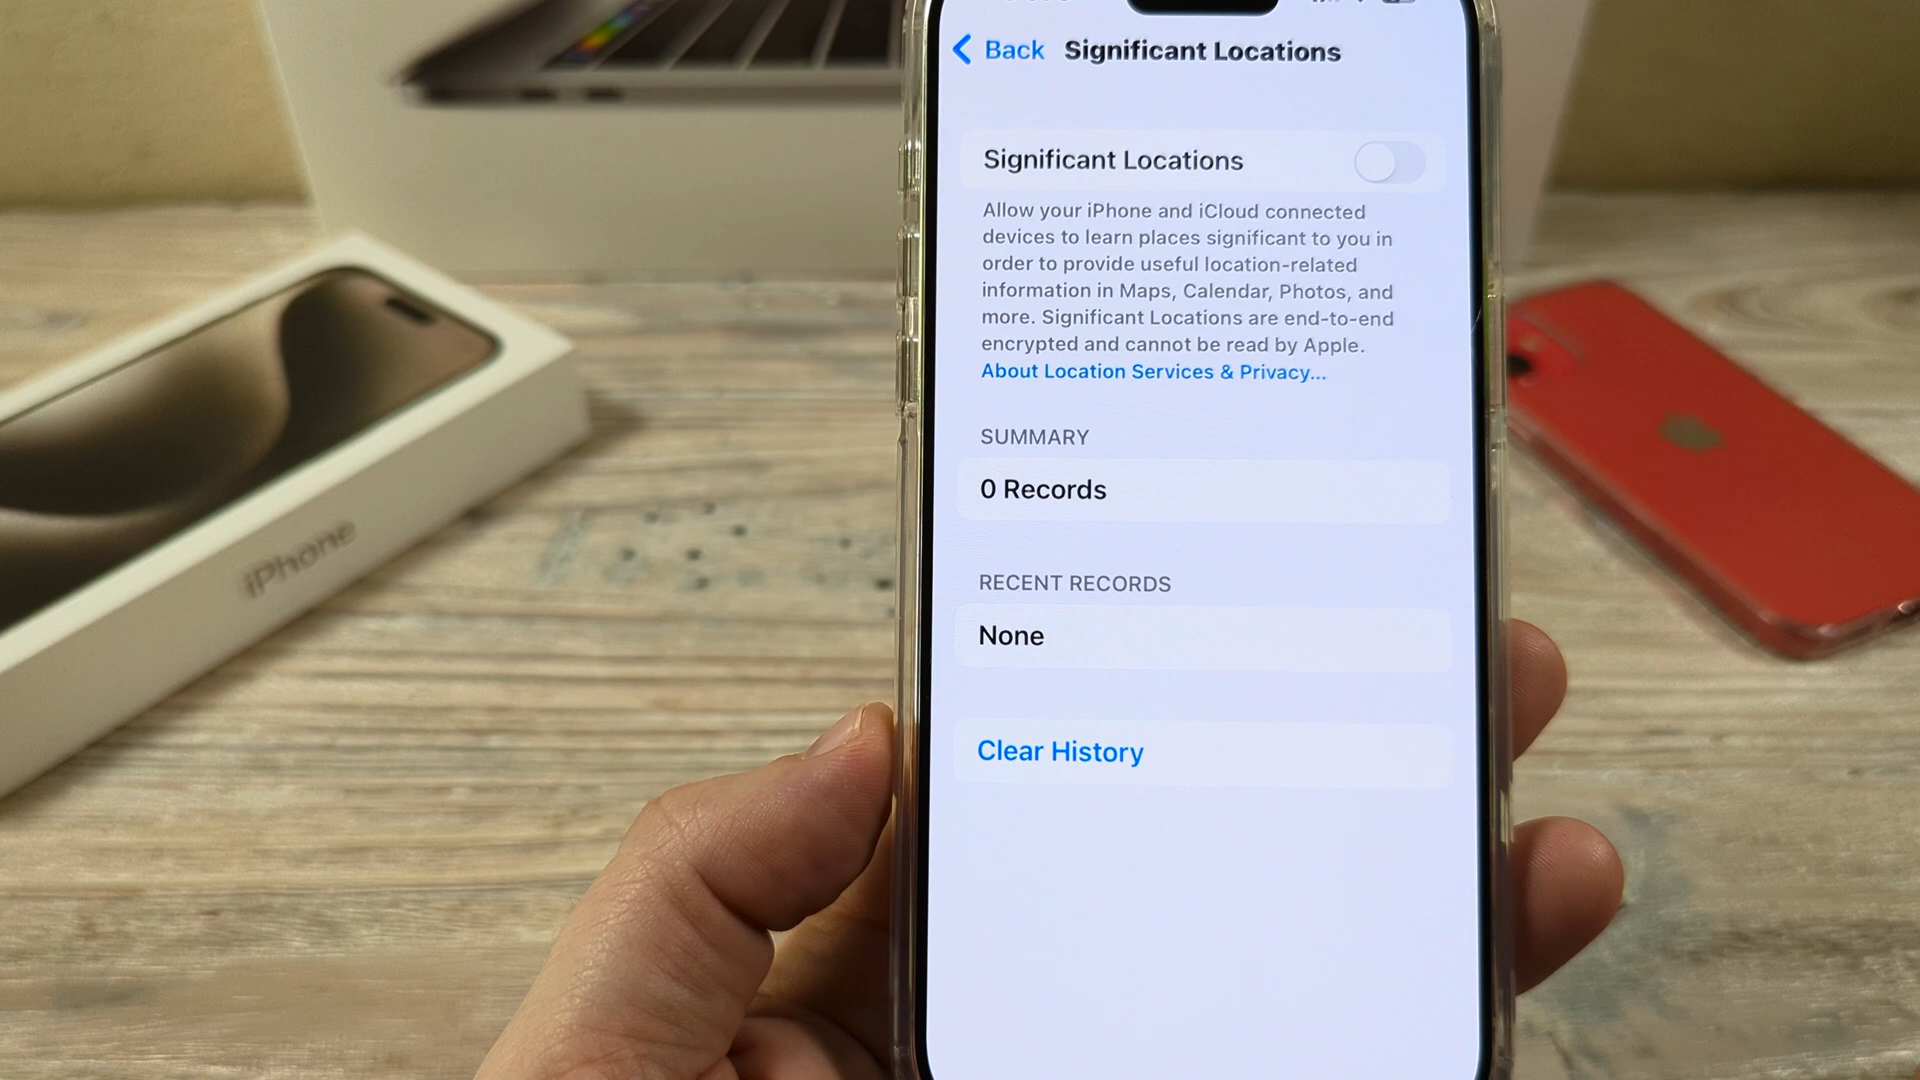 Back Significant Locations
Significant Locations
Allow your iPhone and iCloud connected
devices to learn places significant to you in
order to provide useful location-related
information in Maps, Calendar, Photos, and
more. Significant Locations are end-to-end
encrypted and cannot be read by Apple.
About Location Services & Privacy...
SUMMARY
0 Records
RECENT RECORDS
None
Clear History
iPhone